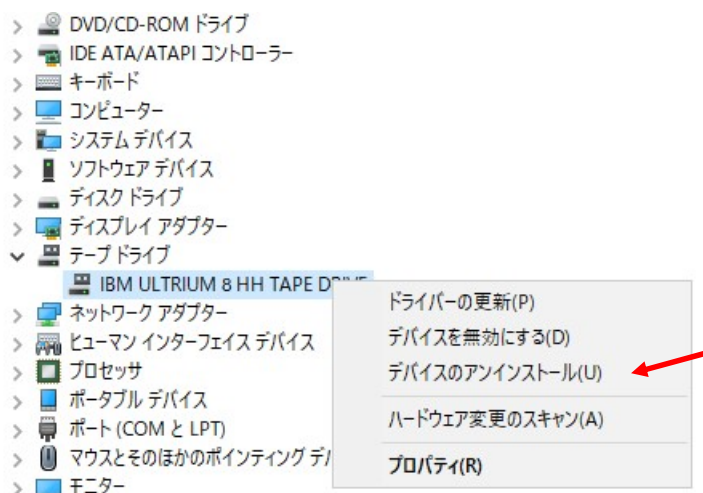 DVD/CD-ROM ドライブ
IDE ATA/ATAPI コントローラー
キーボード
コンピューター
システム デバイス
ソフトウェア デバイス
ディスク ドライブ
ディスプレイ アダプター
テープ ドライブ
IBM ULTRIUM 8 HH TAPE DRIVE
ネットワーク アダプター
ヒューマン インターフェイス デバイス
プロセッサ
ポータブル デバイス
ポート (COM と LPT)
マウスとそのほかのポインティング デ
モニター
ドライバーの更新(P)
デバイスを無効にする(D)
デバイスのアンインストール(U)
ハードウェア変更のスキャン(A)
プロパティ(R)